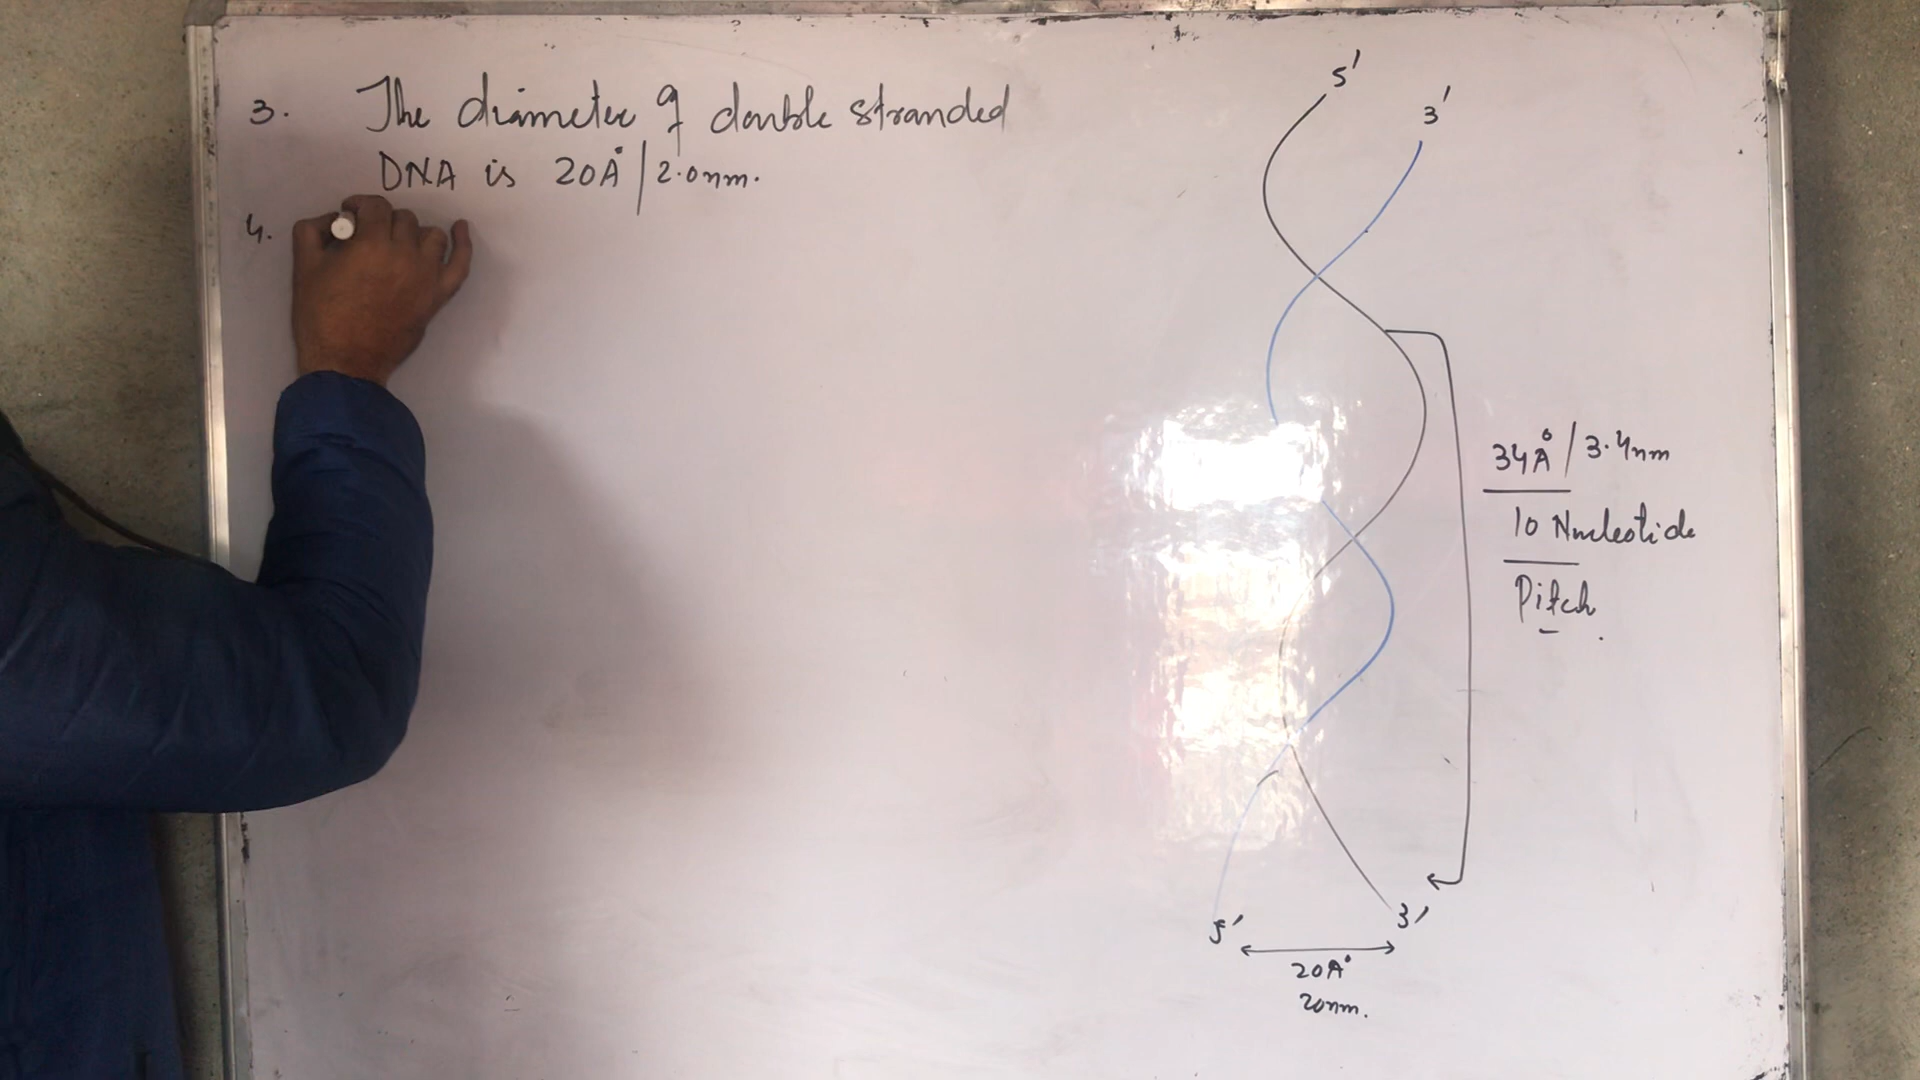 3. The diameter of double stranded
DNA is 20Å | 2.0nm.
4.
5'
3'
34Å / 3.4nm
10 Nucleotide
Pitch
5'
3'
20Å
20nm.